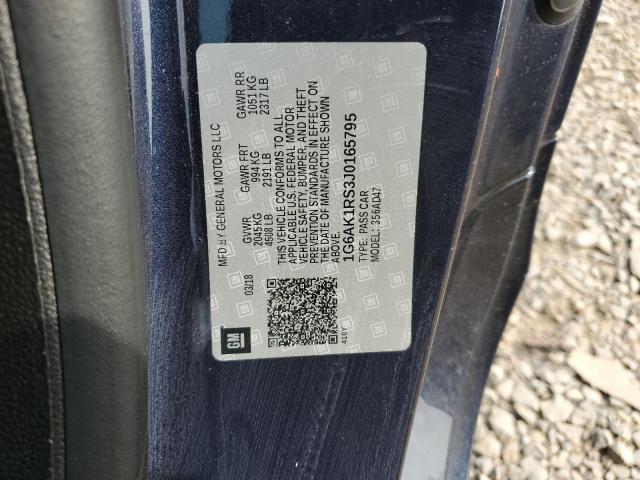 MFD BY GENERAL MOTORS LLC
03/18
GVWR
2045 KG
4508 LB
GAWR FRT
994 KG
2191 LB
GAWR RR
1051 KG
2317 LB
THIS VEHICLE CONFORMS TO ALL
APPLICABLE U.S. FEDERAL MOTOR
VEHICLE SAFETY, BUMPER, AND THEFT
PREVENTION STANDARDS IN EFFECT ON
THE DATE OF MANUFACTURE SHOWN
ABOVE.
1G6AK1RS3J0165795
TYPE: PASS CAR
MODEL: 356AD47
GM
410Y